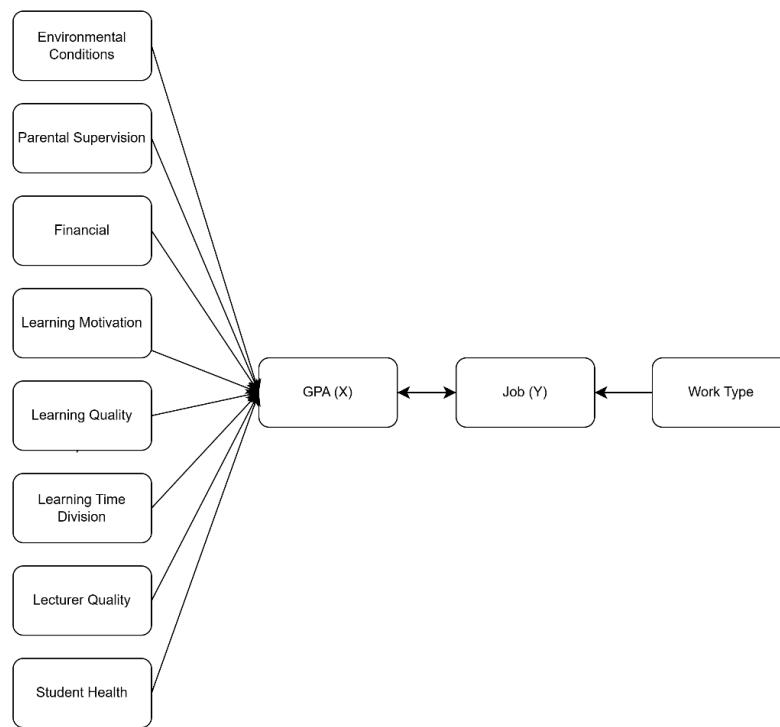 Environmental
Conditions
Parental Supervision
Financial
Learning Motivation
Learning Quality
Learning Time
Division
Lecturer Quality
Student Health
GPA (X)
Job (Y)
Work Type